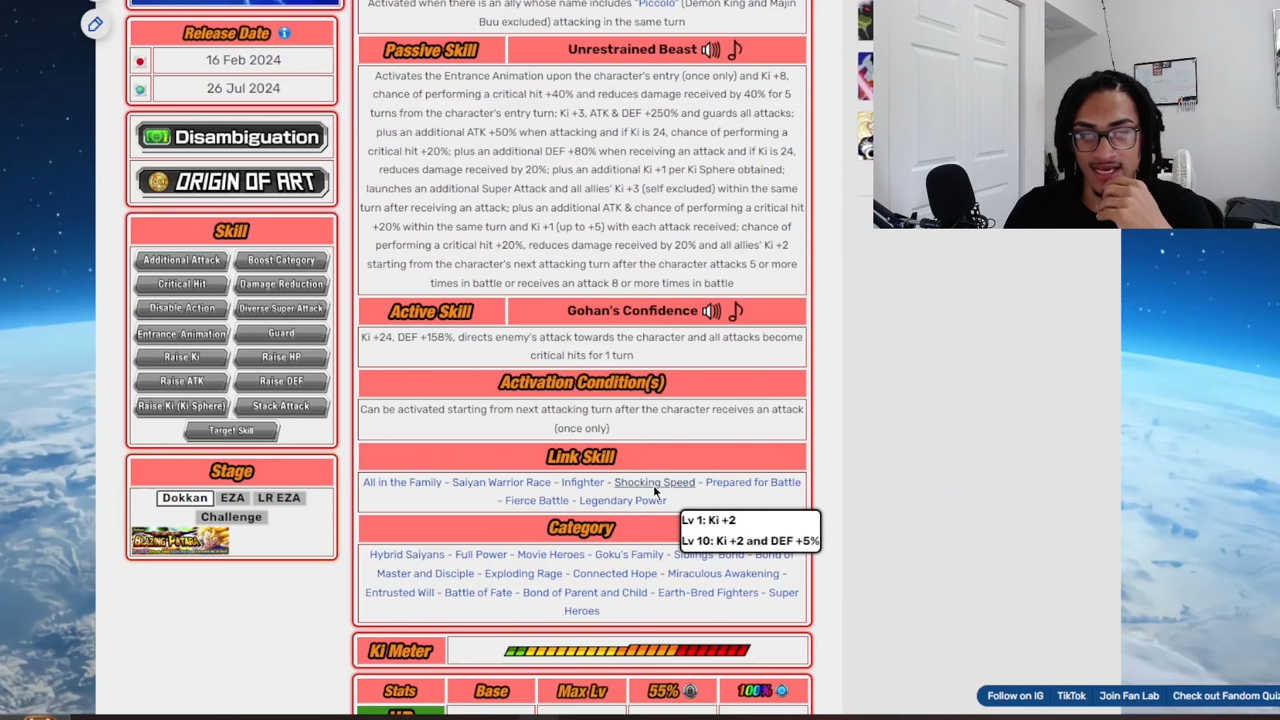 Activated when there is an ally whose name includes "Piccolo" (Demon King and Majin
Buu excluded) attacking in the same turn
Release Date
16 Feb 2024
26 Jul 2024
Disambiguation
ORIGIN OF ART
Skill
Additional Attack
Boost Category
Critical Hit
Damage Reduction
Disable Action
Diverse Super Attack
Entrance Animation
Guard
Raise Ki
Raise HP
Raise ATK
Raise DEF
Raise Ki (Ki Sphere)
Stack Attack
Target Skill
Stage
Dokkan EZA LR EZA
Challenge
Passive Skill Unrestrained Beast
Activates the Entrance Animation upon the character's entry (once only) and Ki +8,
chance of performing a critical hit +40% and reduces damage received by 40% for 5
turns from the character's entry turn; Ki +3, ATK & DEF +250% and guards all attacks;
plus an additional ATK +50% when attacking and if Ki is 24, chance of performing a
critical hit +20%; plus an additional DEF +80% when receiving an attack and if Ki is 24,
reduces damage received by 20%; plus an additional Ki +1 per Ki Sphere obtained;
launches an additional Super Attack and all allies' Ki +3 (self excluded) within the same
turn after receiving an attack; plus an additional ATK & chance of performing a critical hit
+20% within the same turn and Ki +1 (up to +5) with each attack received; chance of
performing a critical hit +20%, reduces damage received by 20% and all allies' Ki +2
starting from the character's next attacking turn after the character attacks 5 or more
times in battle or receives an attack 8 or more times in battle
Active Skill Gohan's Confidence
Ki +24, DEF +158%, directs enemy's attack towards the character and all attacks become
critical hits for 1 turn
Activation Condition(s)
Can be activated starting from next attacking turn after the character receives an attack
(once only)
Link Skill
All in the Family - Saiyan Warrior Race - Infighter - Shocking Speed - Prepared for Battle
- Fierce Battle - Legendary Power
Lv 1: Ki +2
Lv 10: Ki +2 and DEF +5%
Category
Hybrid Saiyans - Full Power - Movie Heroes - Goku's Family - Siblings' Bond - Bond of
Master and Disciple - Exploding Rage - Connected Hope - Miraculous Awakening -
Entrusted Will - Battle of Fate - Bond of Parent and Child - Earth-Bred Fighters - Super
Heroes
Ki Meter
Stats Base Max Lv 55% 100%
Follow on IG TikTok Join Fan Lab Check out Fandom Quiz